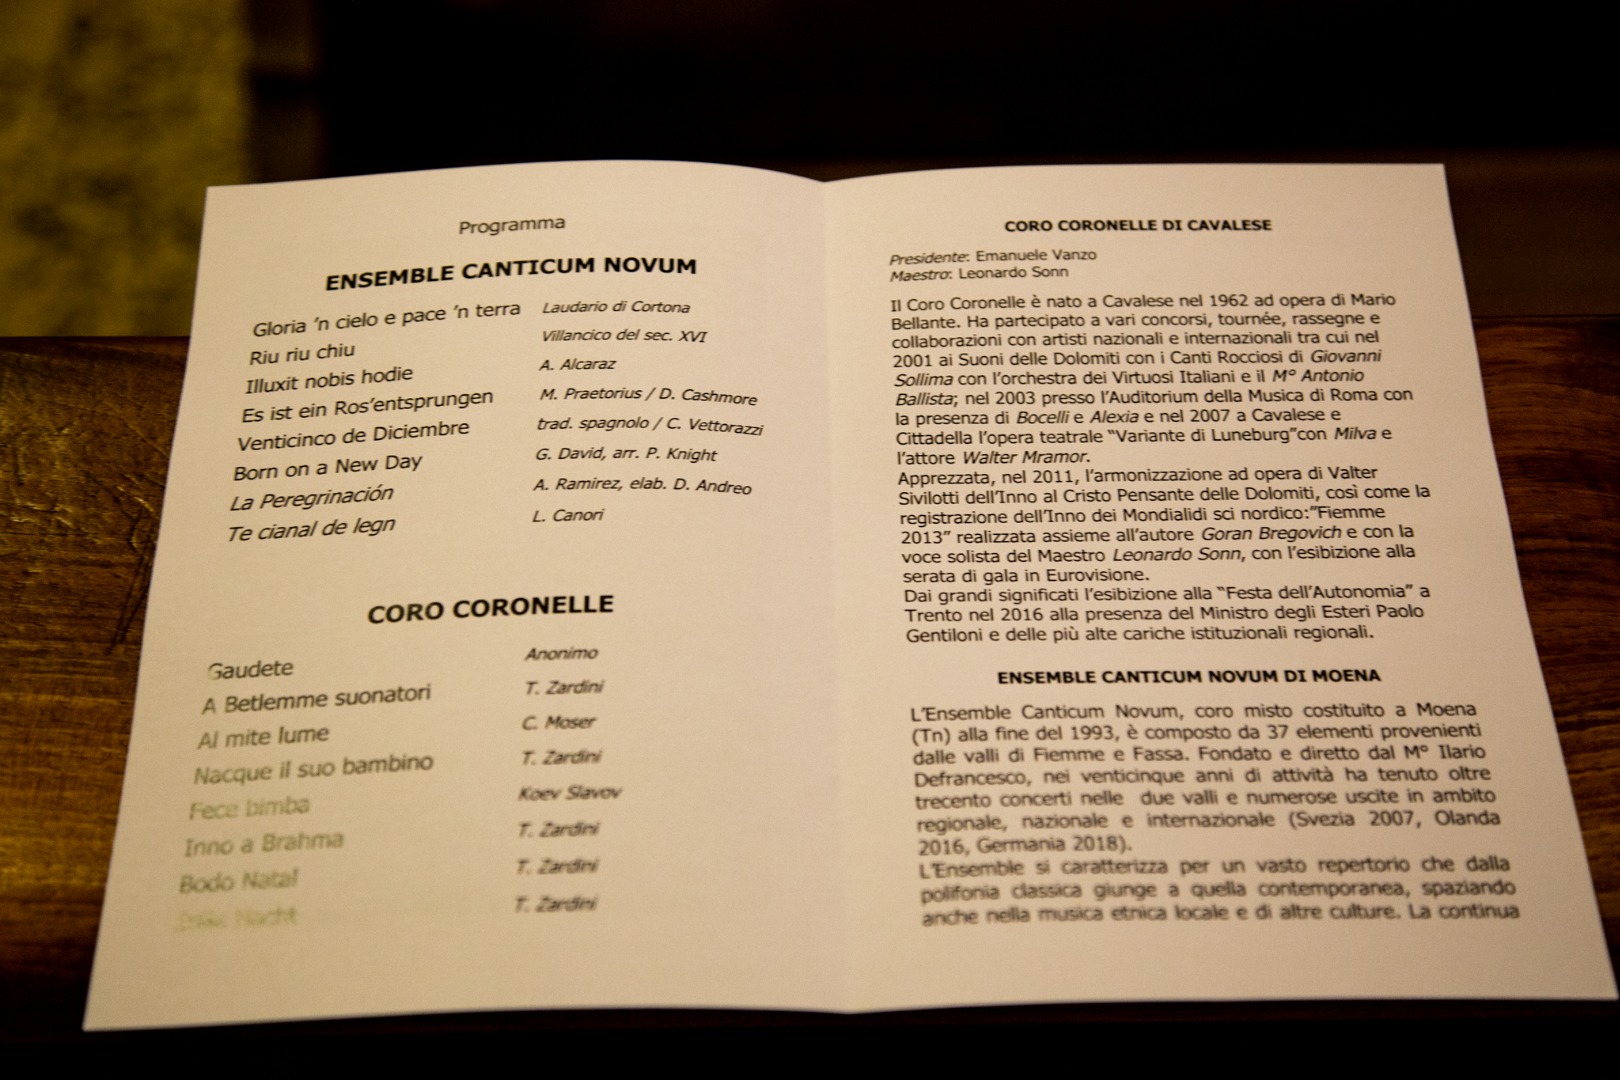 Programma
ENSEMBLE CANTICUM NOVUM
Gloria 'n cielo e pace 'n terra Laudario di Cortona
Riu riu chiu Villancico del sec. XVI
Illuxit nobis hodie A. Alcaraz
Es ist ein Ros'entsprungen M. Praetorius / D. Cashmore
Venticinco de Diciembre trad. spagnolo / C. Vettorazzi
Born on a New Day G. David, arr. P. Knight
La Peregrinación A. Ramirez, elab. D. Andreo
Te cianal de legn L. Canori
CORO CORONELLE
Gaudete Anonimo
A Betlemme suonatori T. Zardini
Al mite lume C. Moser
Nacque il suo bambino T. Zardini
Fece bimba Koev Slavov
Inno a Brahma T. Zardini
Bodo Natal T. Zardini
Nacht T. Zardini
CORO CORONELLE DI CAVALESE
Presidente: Emanuele Vanzo
Maestro: Leonardo Sonn
Il Coro Coronelle è nato a Cavalese nel 1962 ad opera di Mario
Bellante. Ha partecipato a vari concorsi, tournée, rassegne e
collaborazioni con artisti nazionali e internazionali tra cui nel
2001 ai Suoni delle Dolomiti con i Canti Rocciosi di Giovanni
Sollima con l'orchestra dei Virtuosi Italiani e il M° Antonio
Ballista; nel 2003 presso l'Auditorium della Musica di Roma con
la presenza di Bocelli e Alexia e nel 2007 a Cavalese e
Cittadella l'opera teatrale "Variante di Luneburg"con Milva e
l'attore Walter Mramor.
Apprezzata, nel 2011, l'armonizzazione ad opera di Valter
Sivilotti dell'Inno al Cristo Pensante delle Dolomiti, così come la
registrazione dell'Inno dei Mondialidi sci nordico:"Fiemme
2013" realizzata assieme all'autore Goran Bregovich e con la
voce solista del Maestro Leonardo Sonn, con l'esibizione alla
serata di gala in Eurovisione.
Dai grandi significati l'esibizione alla "Festa dell'Autonomia" a
Trento nel 2016 alla presenza del Ministro degli Esteri Paolo
Gentiloni e delle più alte cariche istituzionali regionali.
ENSEMBLE CANTICUM NOVUM DI MOENA
L'Ensemble Canticum Novum, coro misto costituito a Moena
(Tn) alla fine del 1993, è composto da 37 elementi provenienti
dalle valli di Fiemme e Fassa. Fondato e diretto dal M° Ilario
Defrancesco, nei venticinque anni di attività ha tenuto oltre
trecento concerti nelle due valli e numerose uscite in ambito
regionale, nazionale e internazionale (Svezia 2007, Olanda
2016, Germania 2018).
L'Ensemble si caratterizza per un vasto repertorio che dalla
polifonia classica giunge a quella contemporanea, spaziando
anche nella musica etnica locale e di altre culture. La continua